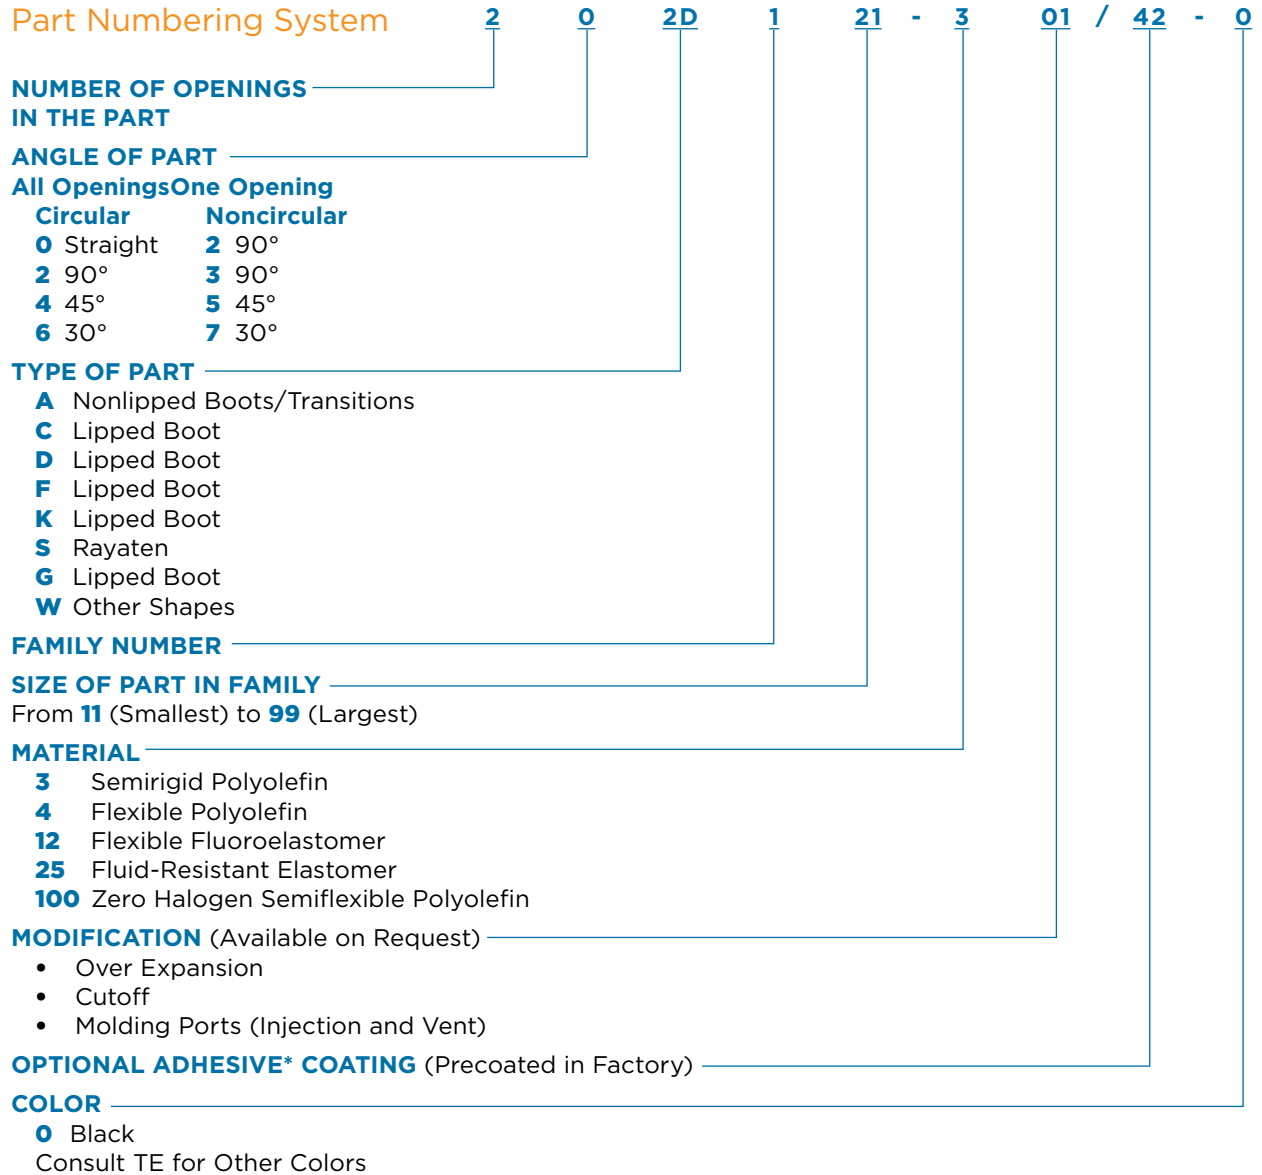 Part Numbering System 2 0 2D 1 21 - 3 01 / 42 - 0
NUMBER OF OPENINGS
IN THE PART
ANGLE OF PART
All OpeningsOne Opening
Circular Noncircular
0 Straight 2 90°
2 90° 3 90°
4 45° 5 45°
6 30° 7 30°
TYPE OF PART
A Nonlipped Boots/Transitions
C Lipped Boot
D Lipped Boot
F Lipped Boot
K Lipped Boot
S Rayaten
G Lipped Boot
W Other Shapes
FAMILY NUMBER
SIZE OF PART IN FAMILY
From 11 (Smallest) to 99 (Largest)
MATERIAL
3 Semirigid Polyolefin
4 Flexible Polyolefin
12 Flexible Fluoroelastomer
25 Fluid-Resistant Elastomer
100 Zero Halogen Semiflexible Polyolefin
MODIFICATION (Available on Request)
• Over Expansion
• Cutoff
• Molding Ports (Injection and Vent)
OPTIONAL ADHESIVE* COATING (Precoated in Factory)
COLOR
0 Black
Consult TE for Other Colors